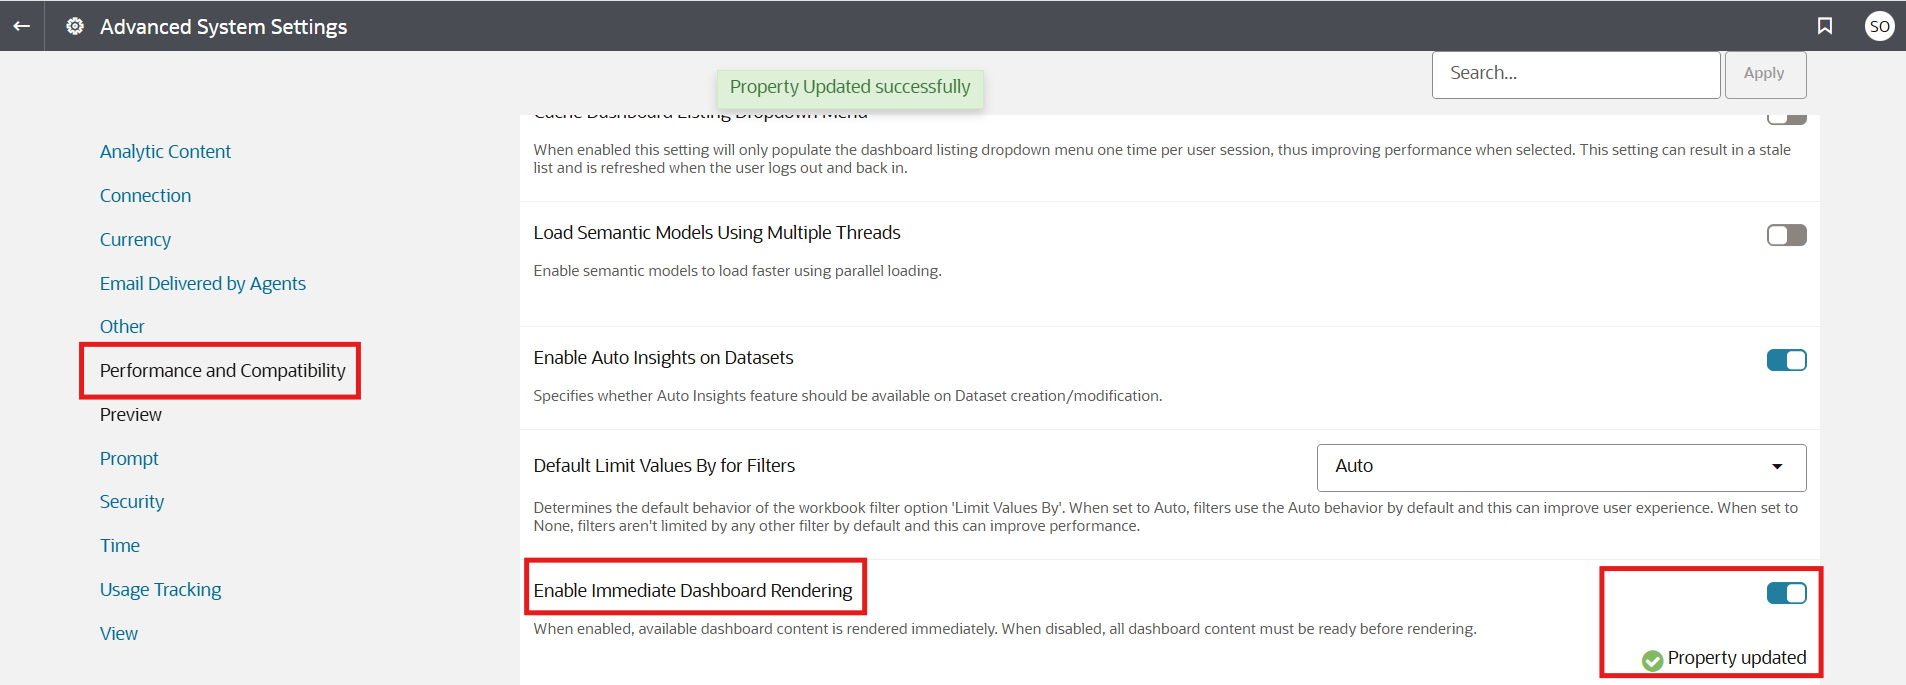 Advanced System Settings
SO
Property Updated successfully
Search...
Apply
Analytic Content
Connection
Currency
Email Delivered by Agents
Other
Performance and Compatibility
Preview
Prompt
Security
Time
Usage Tracking
View
Cache Dashboard Listing Dropdown Menu
When enabled this setting will only populate the dashboard listing dropdown menu one time per user session, thus improving performance when selected. This setting can result in a stale
list and is refreshed when the user logs out and back in.
Load Semantic Models Using Multiple Threads
Enable semantic models to load faster using parallel loading.
Enable Auto Insights on Datasets
Specifies whether Auto Insights feature should be available on Dataset creation/modification.
Default Limit Values By for Filters
Auto
Determines the default behavior of the workbook filter option 'Limit Values By'. When set to Auto, filters use the Auto behavior by default and this can improve user experience. When set to
None, filters aren't limited by any other filter by default and this can improve performance.
Enable Immediate Dashboard Rendering
When enabled, available dashboard content is rendered immediately. When disabled, all dashboard content must be ready before rendering.
Property updated